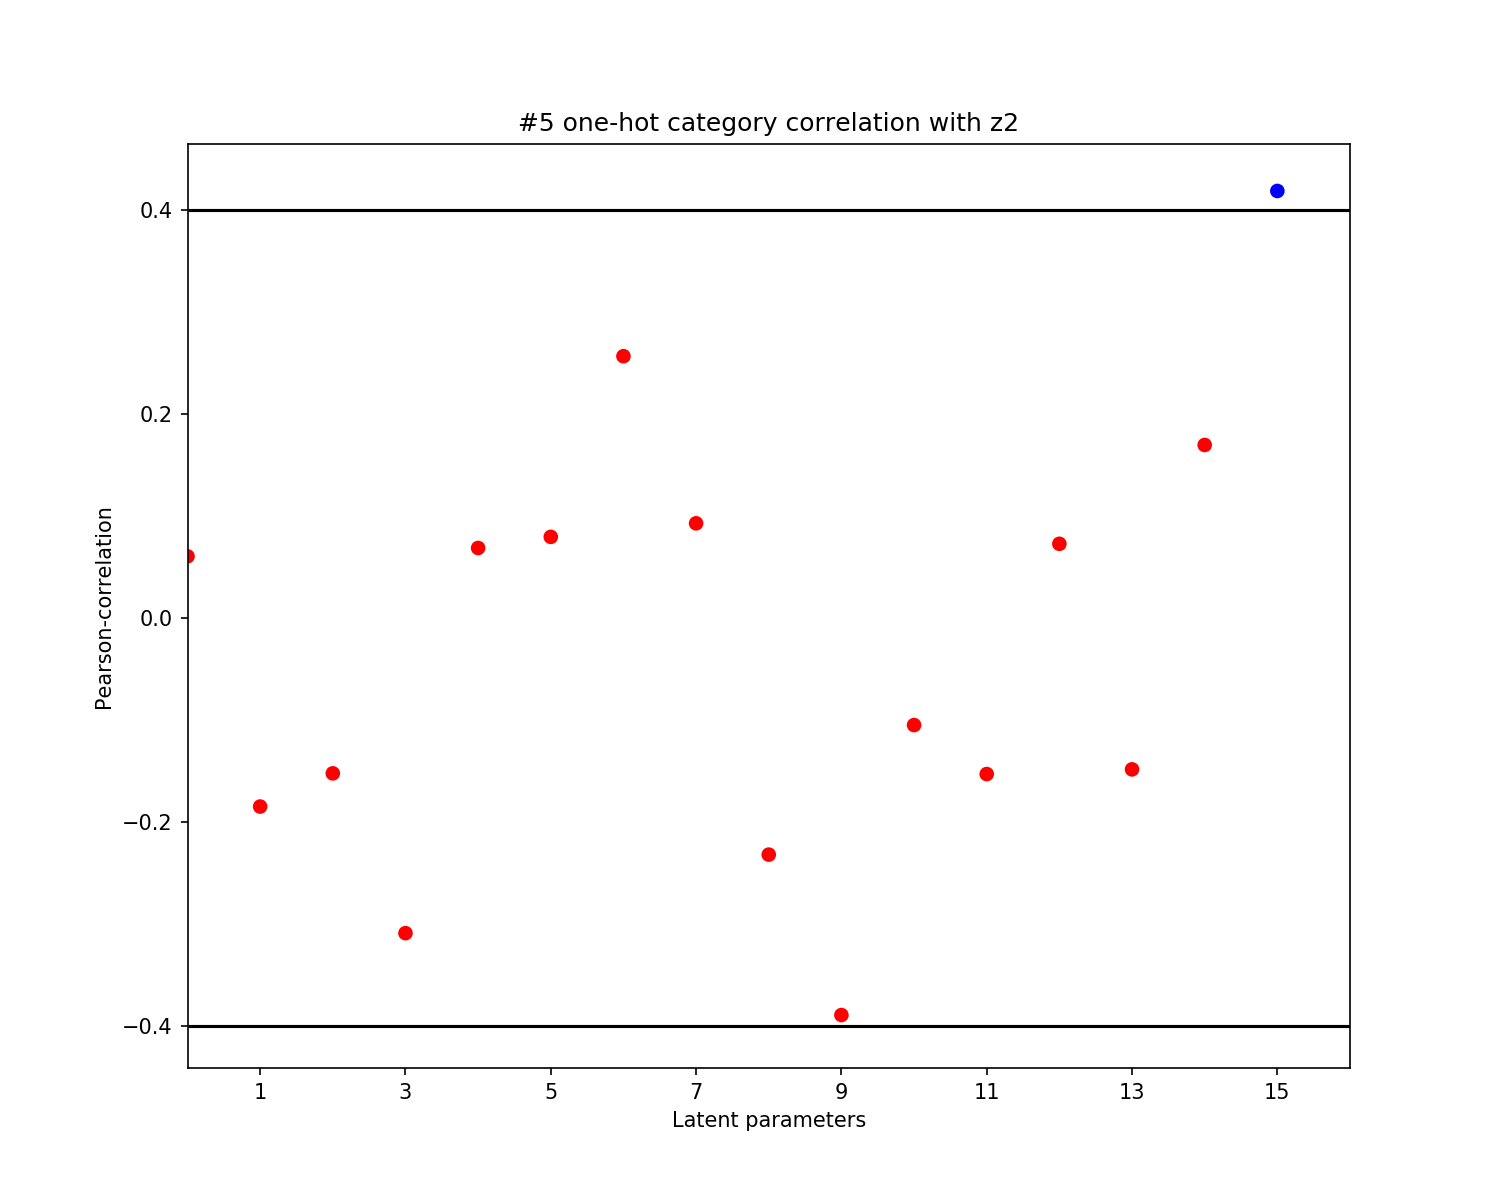 #5 one-hot category correlation with z2
0.4
0.2
0.0
−0.2
−0.4
Pearson-correlation
1 3 5 7 9 11 13 15
Latent parameters